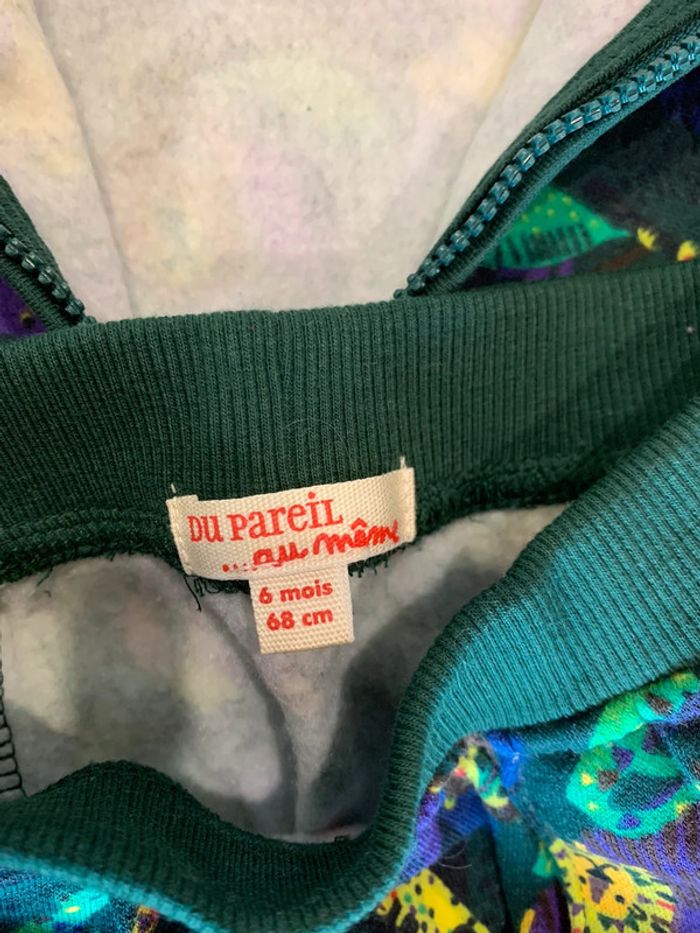 DU PareiL
...au même
6 mois
68 cm